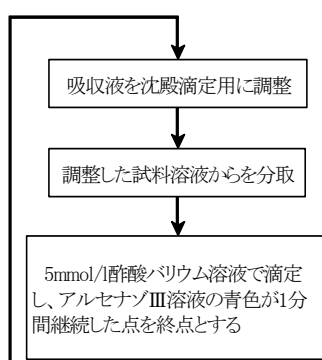 吸収液を沈殿滴定用に調整
調整した試料溶液からを分取
5mmol/l酢酸バリウム溶液で滴定
し、アルセナゾⅢ溶液の青色が1分
間継続した点を終点とする